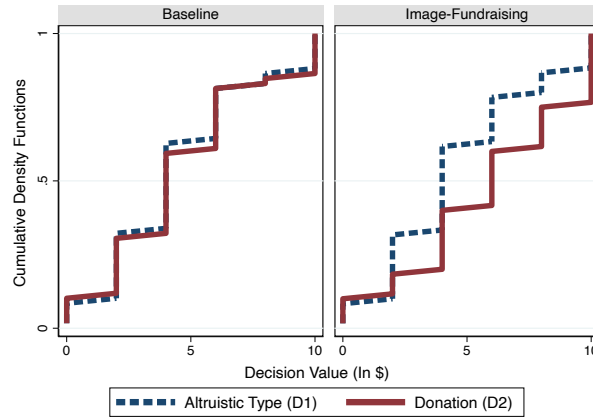 Baseline
Image-Fundraising
Cumulative Density Functions
1
.5
0
0
5
10
0
5
10
Decision Value (In $)
Altruistic Type (D1)
Donation (D2)